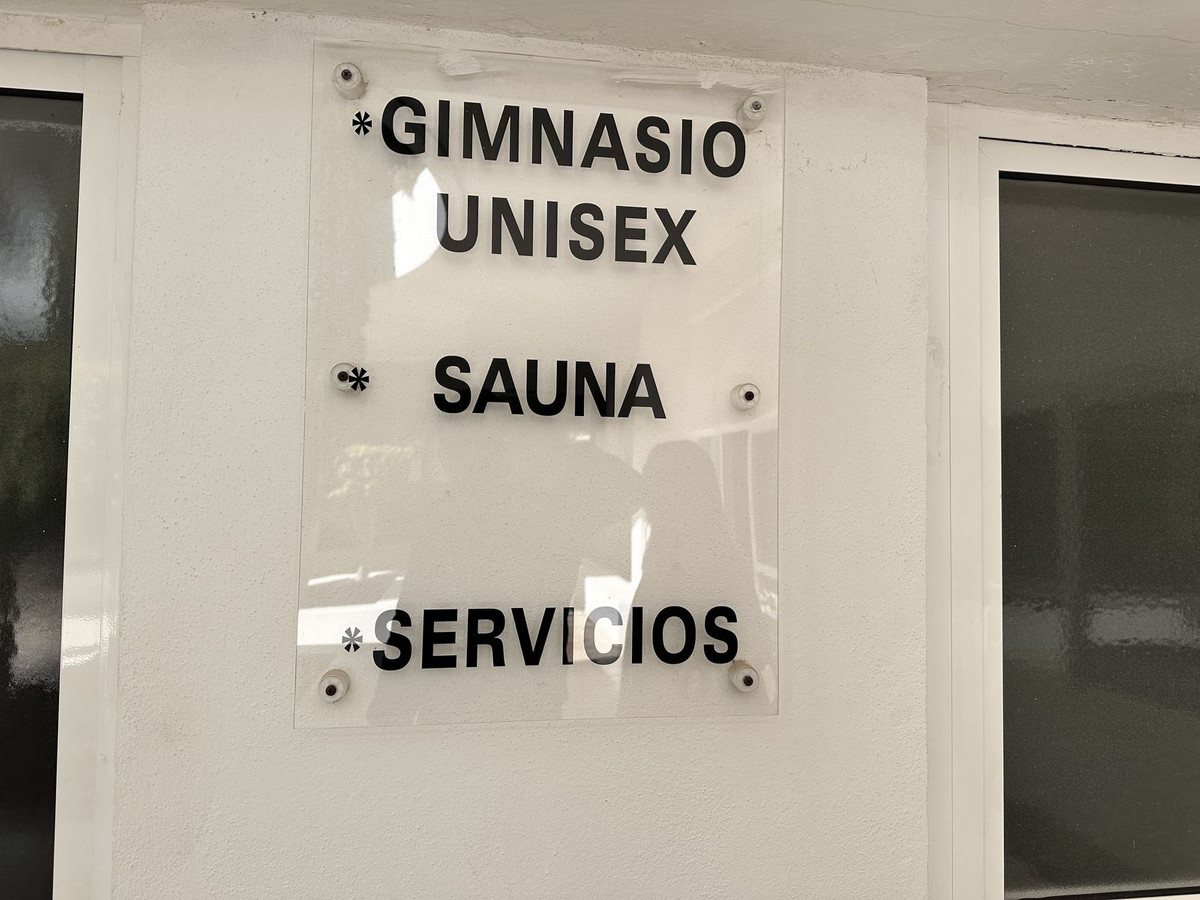 *GIMNASIO
UNISEX
* SAUNA
*SERVICIOS